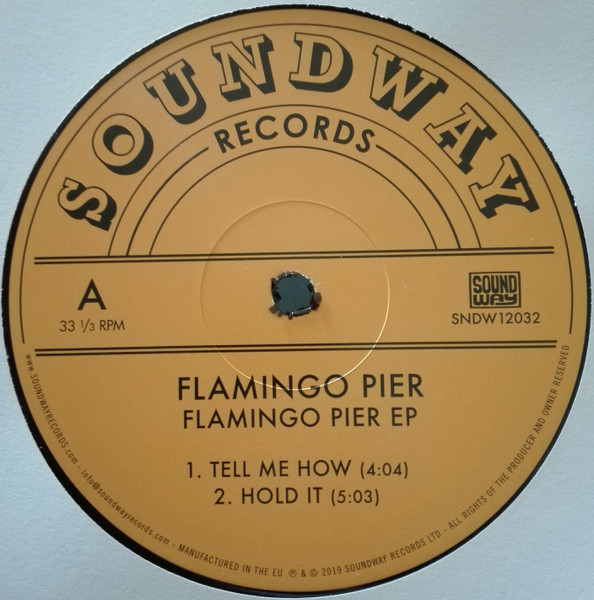 SOUNDWAY
RECORDS
A
33 1/3 RPM
SOUND
WAY
SNDW12032
FLAMINGO PIER
FLAMINGO PIER EP
1. TELL ME HOW (4:04)
2. HOLD IT (5:03)
www.SOUNDWAYRECORDS.com - info@soundwayrecords.com - MANUFACTURED IN THE EU ℗ & © 2019 SOUNDWAY RECORDS LTD - ALL RIGHTS OF THE PRODUCER AND OWNER RESERVED